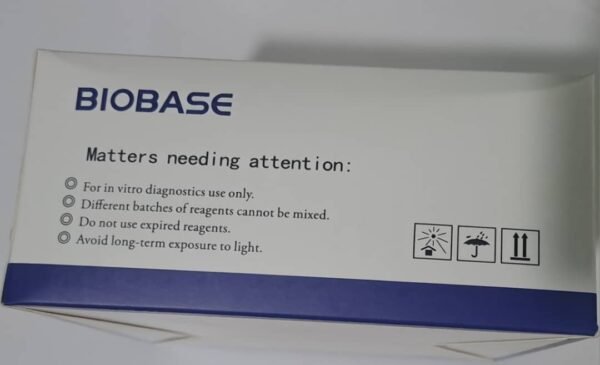 BIOBASE
Matters needing attention:
◎ For in vitro diagnostics use only.
◎ Different batches of reagents cannot be mixed.
◎ Do not use expired reagents.
◎ Avoid long-term exposure to light.